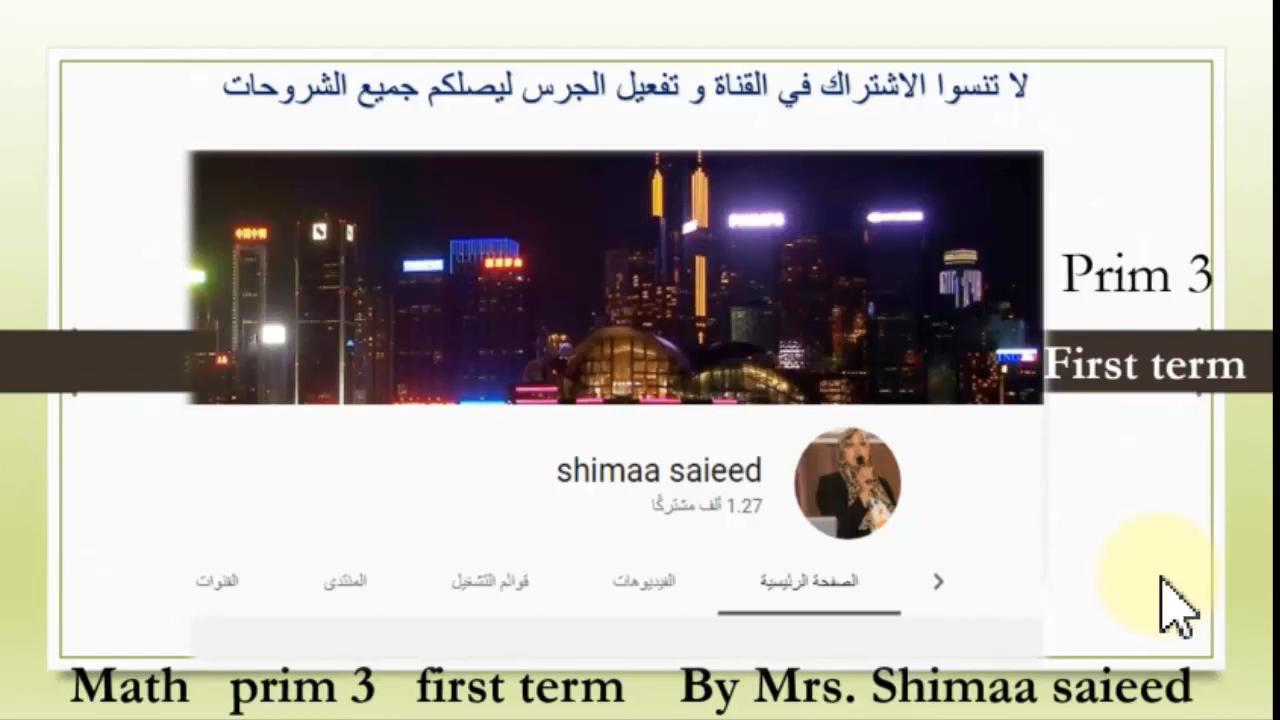 لا تنسوا الاشتراك في القناة و تفعيل الجرس ليصلكم جميع الشروحات
PHILIPS
Prim 3
First term
shimaa saieed
1.27 ألف مشتركًا
الصفحة الرئيسية الفيديوهات قوائم التشغيل المنتدى القنوات
Math prim 3 first term By Mrs. Shimaa saieed